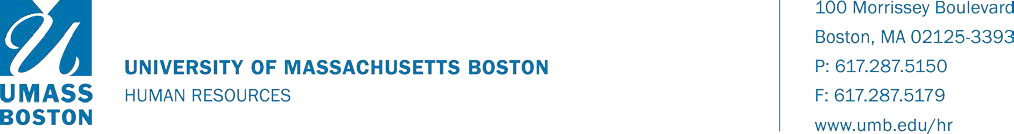 UMASS
BOSTON
UNIVERSITY OF MASSACHUSETTS BOSTON
HUMAN RESOURCES
100 Morrissey Boulevard
Boston, MA 02125-3393
P: 617.287.5150
F: 617.287.5179
www.umb.edu/hr